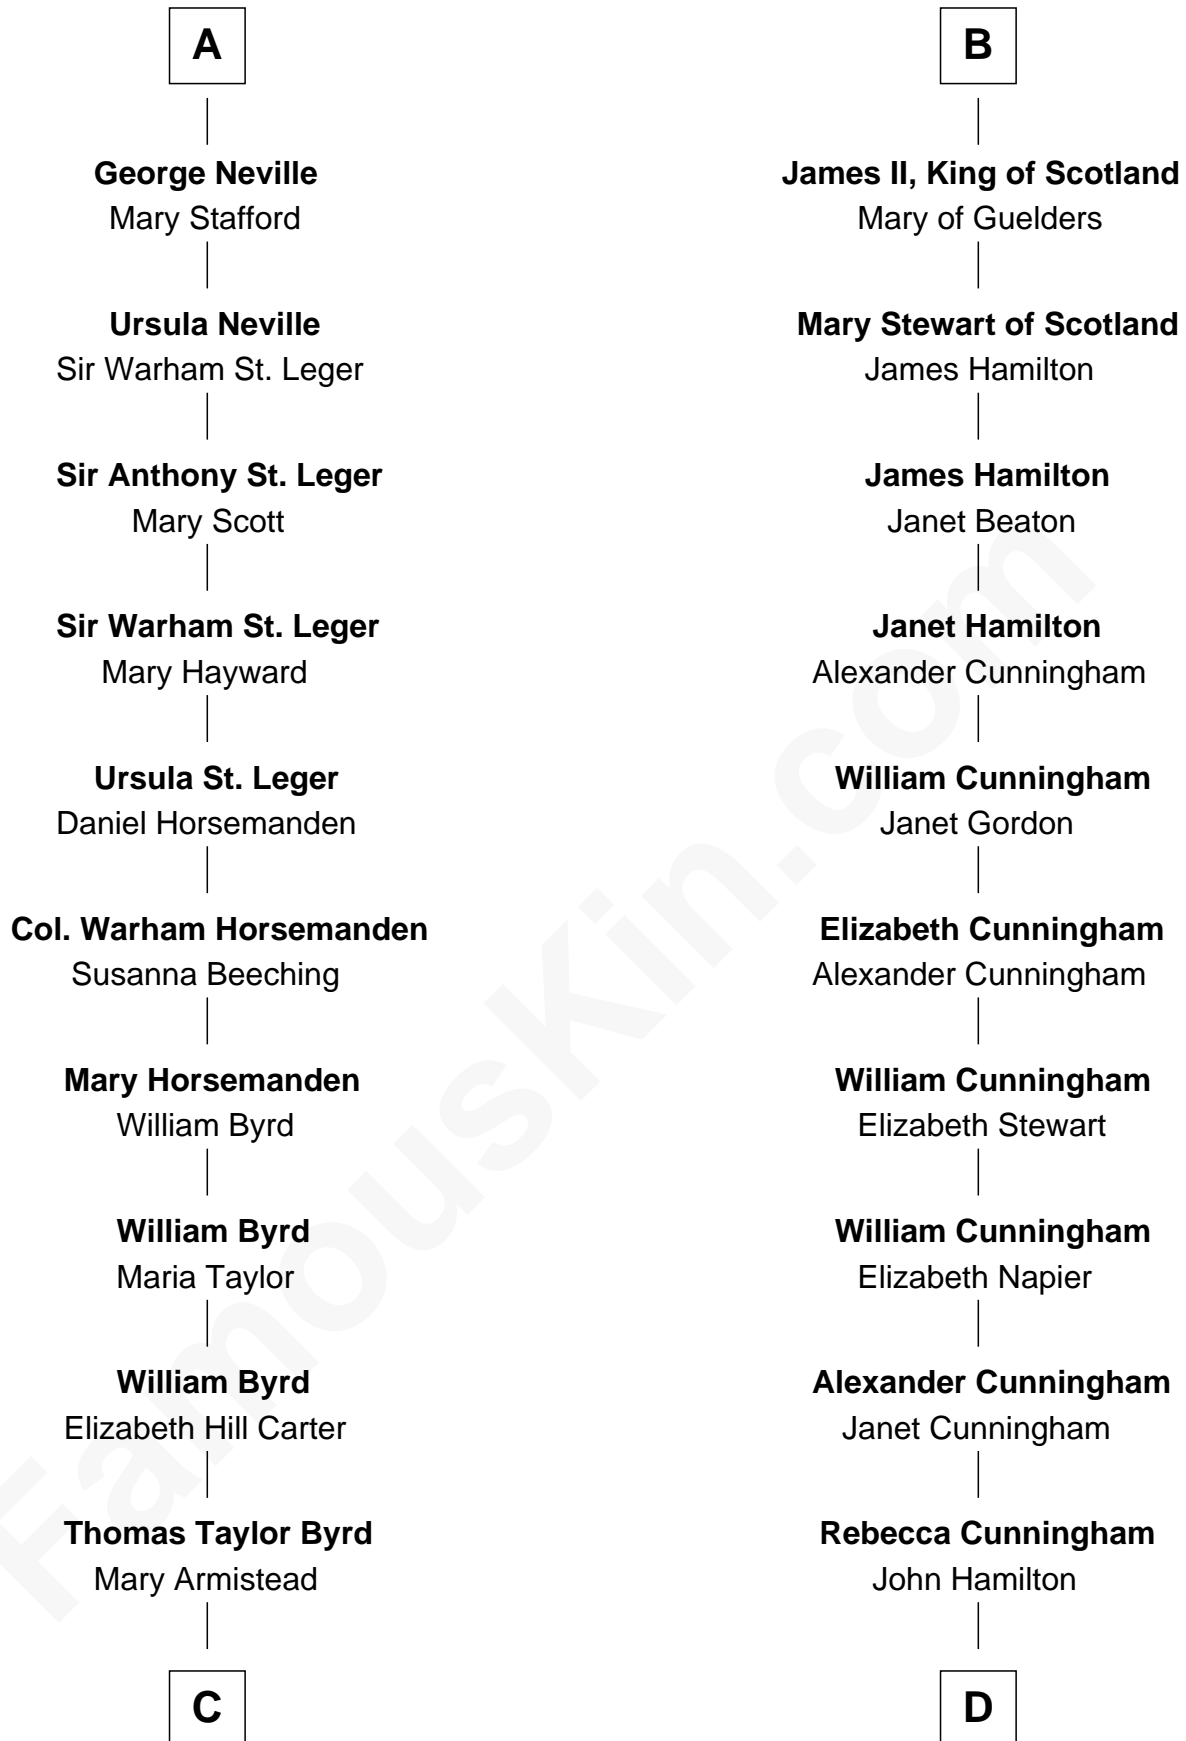 A
George Neville
Mary Stafford
Ursula Neville
Sir Warham St. Leger
Sir Anthony St. Leger
Mary Scott
Sir Warham St. Leger
Mary Hayward
Ursula St. Leger
Daniel Horsemanden
Col. Warham Horsemanden
Susanna Beeching
Mary Horsemanden
William Byrd
William Byrd
Maria Taylor
William Byrd
Elizabeth Hill Carter
Thomas Taylor Byrd
Mary Armistead
C
B
James II, King of Scotland
Mary of Guelders
Mary Stewart of Scotland
James Hamilton
James Hamilton
Janet Beaton
Janet Hamilton
Alexander Cunningham
William Cunningham
Janet Gordon
Elizabeth Cunningham
Alexander Cunningham
William Cunningham
Elizabeth Stewart
William Cunningham
Elizabeth Napier
Alexander Cunningham
Janet Cunningham
Rebecca Cunningham
John Hamilton
D
FamousKin.com